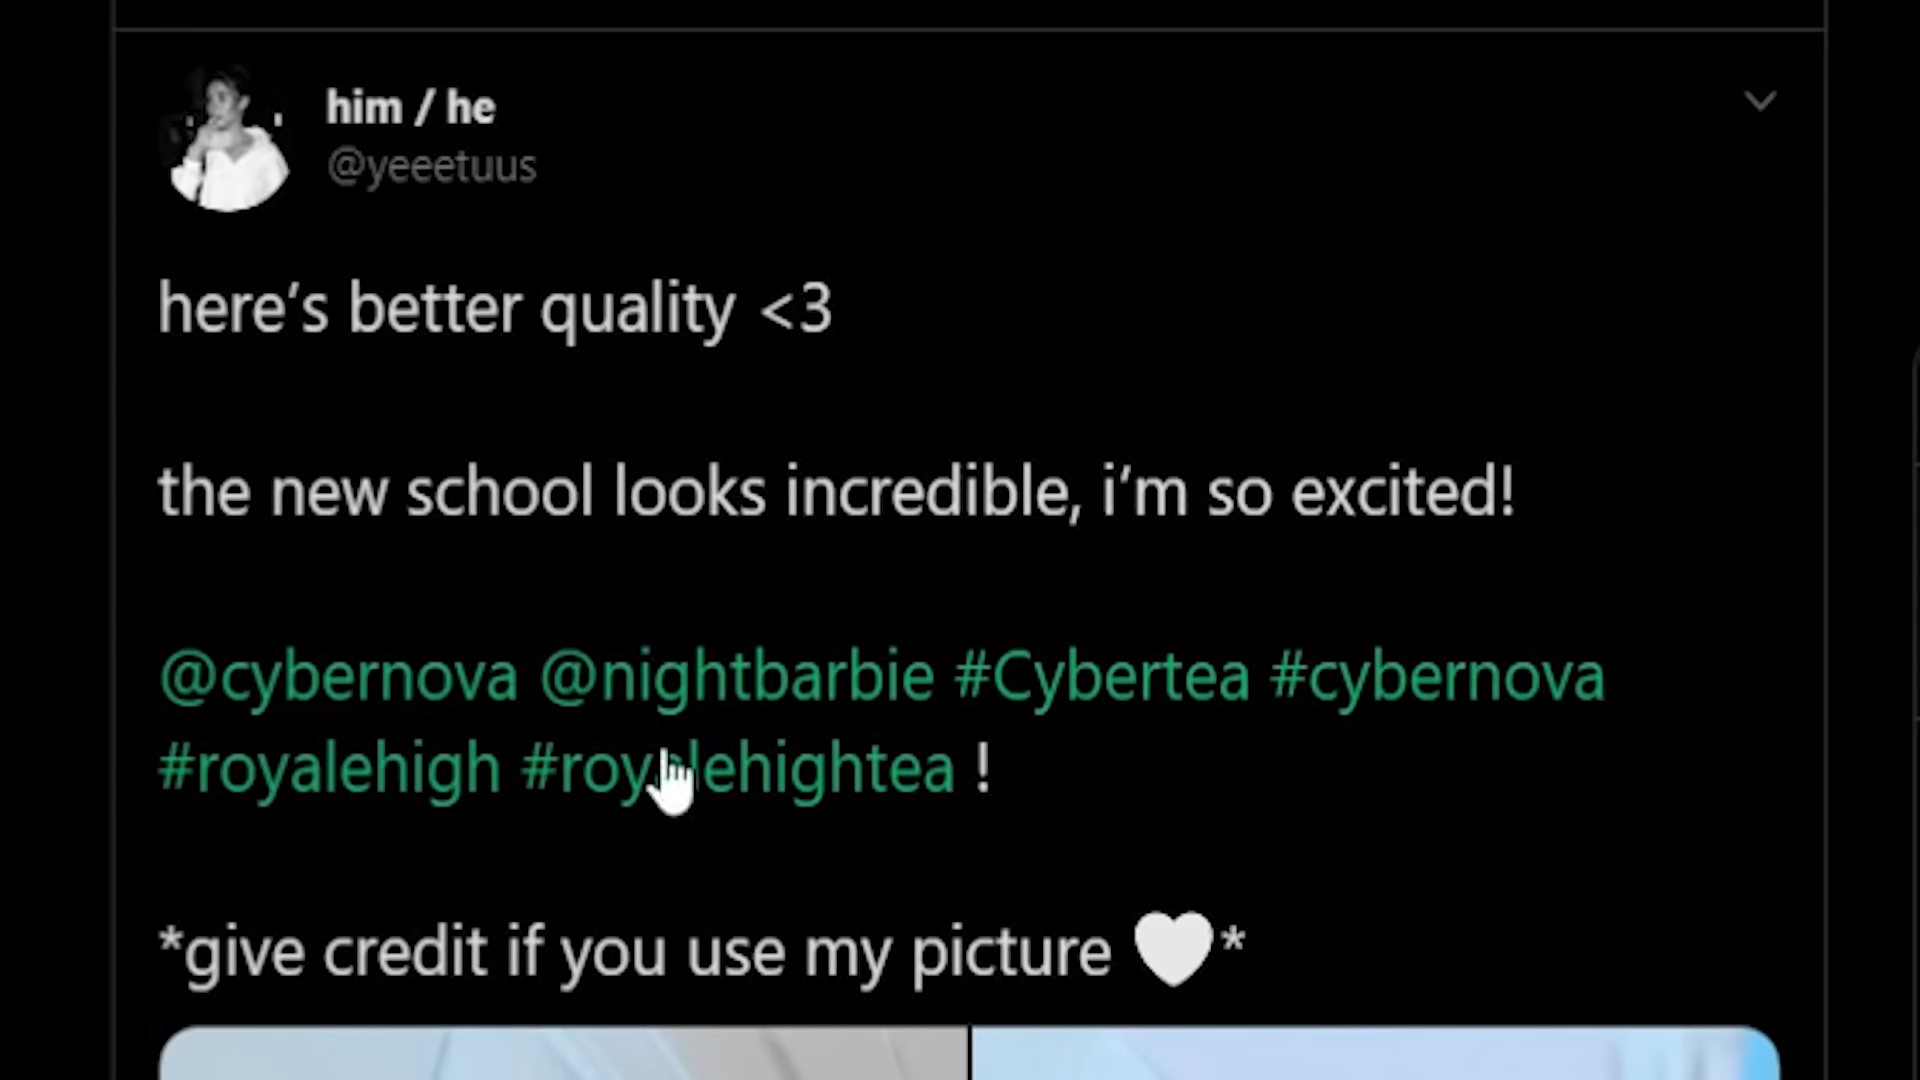 him / he
@yeeetuus
here's better quality <3
the new school looks incredible, i'm so excited!
@cybernova @nightbarbie #Cybertea #cybernova
#royalehigh #royalehightea !
*give credit if you use my picture 🤍*